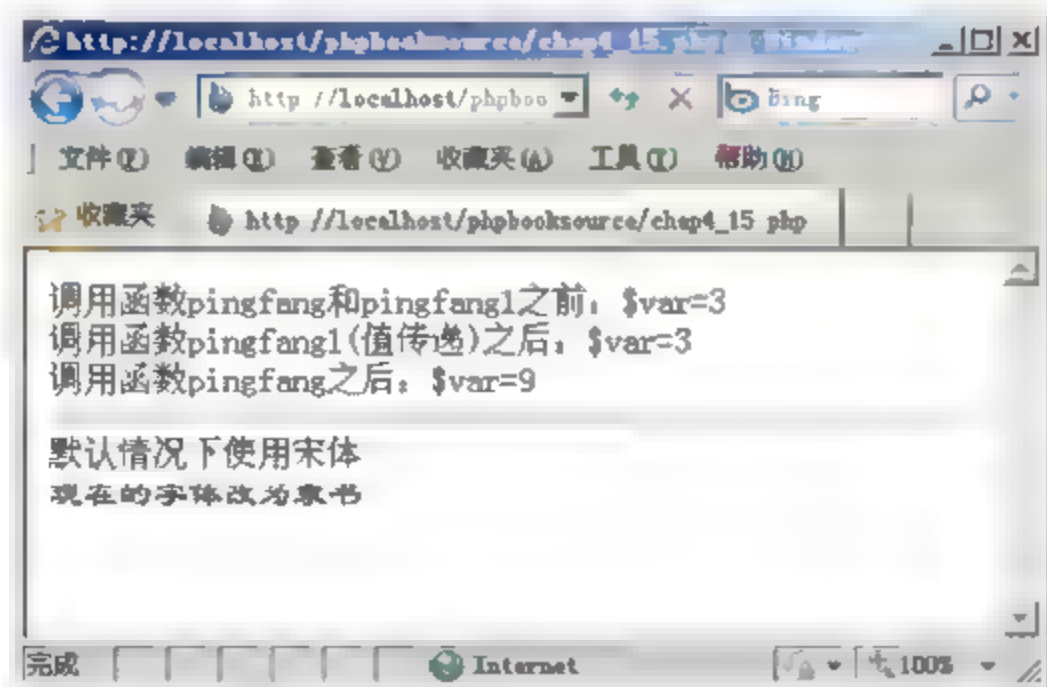 http://localhost/phpbooksource/chap4_15.php
http //localhost/phpboo
Bing
文件(F) 编辑(E) 查看(V) 收藏夹(A) 工具(T) 帮助(H)
收藏夹 http //localhost/phpbooksource/chap4_15 php
调用函数pingfang和pingfang1之前：$var=3
调用函数pingfang1(值传递)之后：$var=3
调用函数pingfang之后：$var=9
默认情况下使用宋体
现在的字体改为隶书
完成 Internet 100%